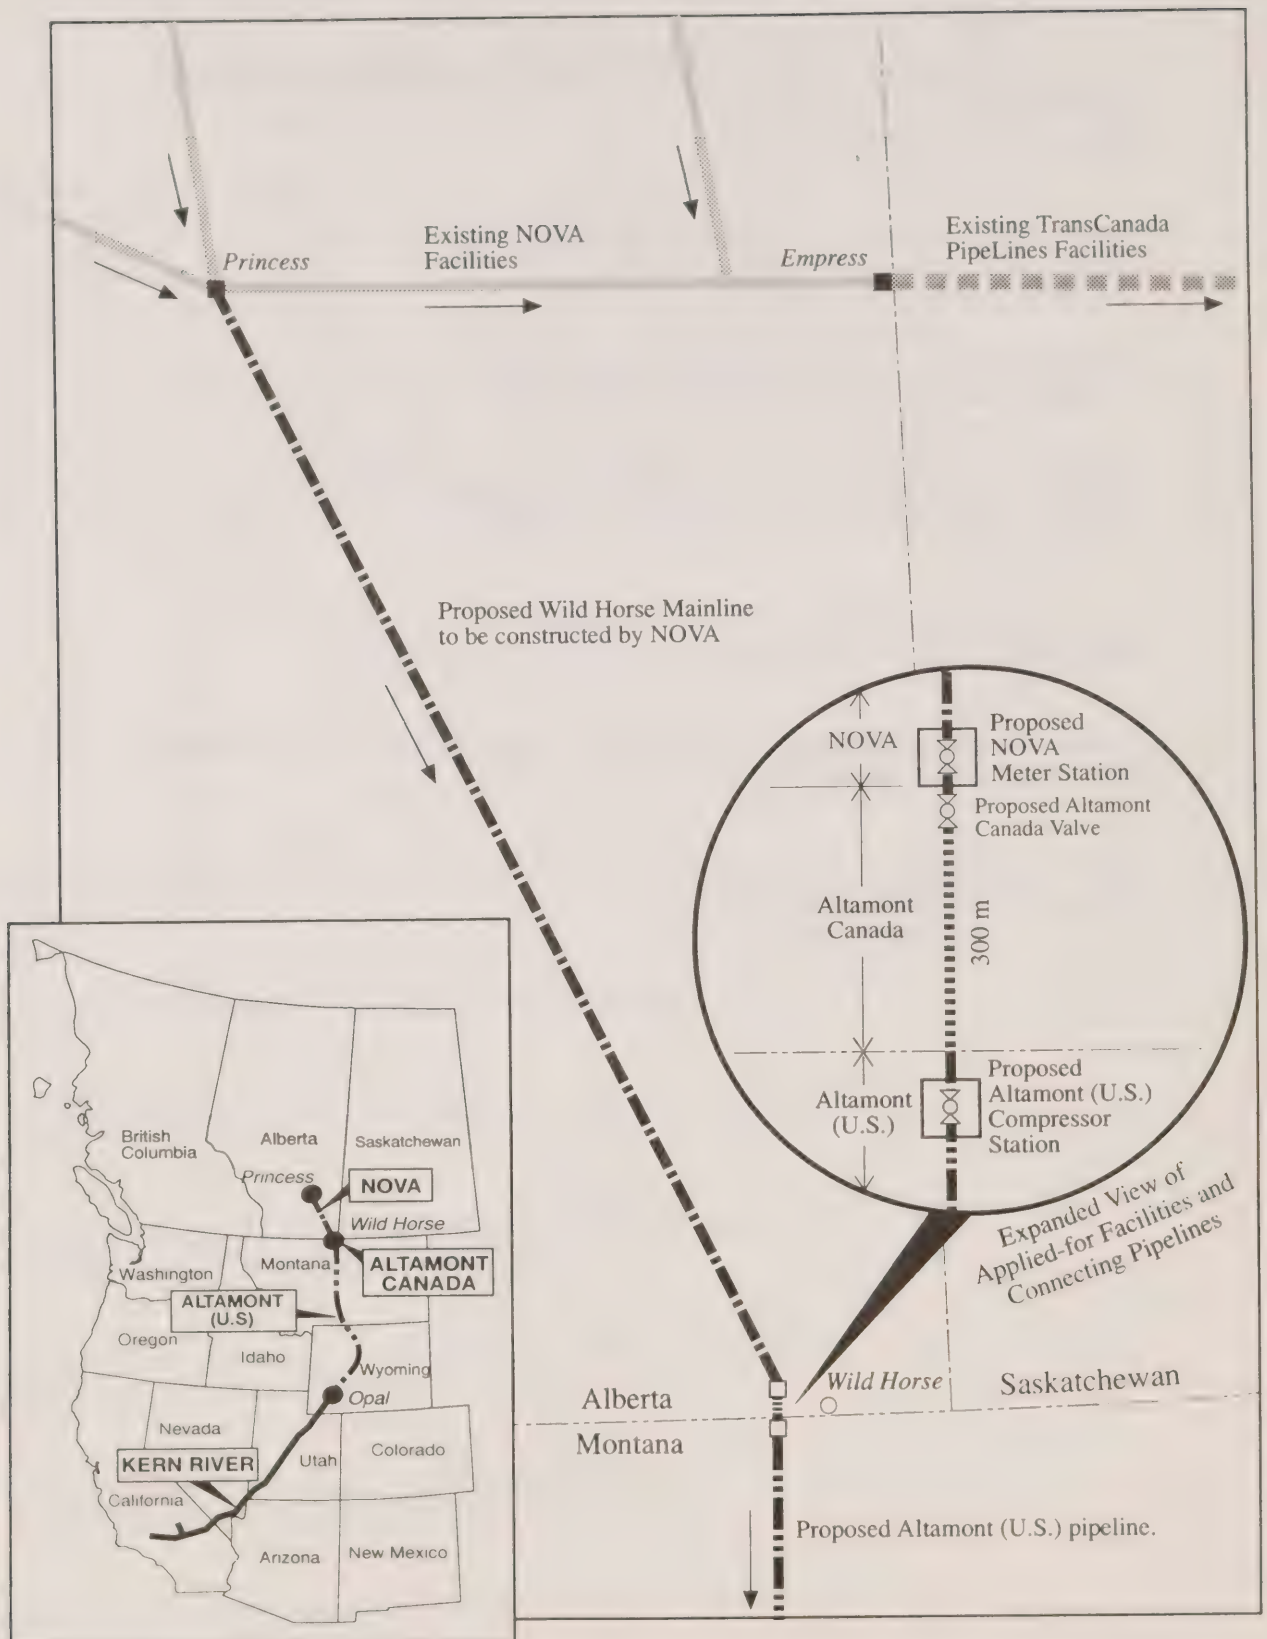 Existing NOVA
Facilities
Princess
Empress
Existing TransCanada
PipeLines Facilities
Proposed Wild Horse Mainline
to be constructed by NOVA
NOVA
Proposed
NOVA
Meter Station
Proposed Altamont
Canada Valve
Altamont
Canada
300 m
Altamont
(U.S.)
Proposed
Altamont (U.S.)
Compressor
Station
Expanded View of
Applied-for Facilities and
Connecting Pipelines
Wild Horse
Alberta
Saskatchewan
Montana
Proposed Altamont (U.S.) pipeline.
British
Columbia
Alberta
Saskatchewan
Princess
NOVA
Wild Horse
Washington
Montana
ALTAMONT
CANADA
ALTAMONT
(U.S)
Oregon
Idaho
Wyoming
Opal
Nevada
Utah
Colorado
KERN RIVER
California
Arizona
New Mexico